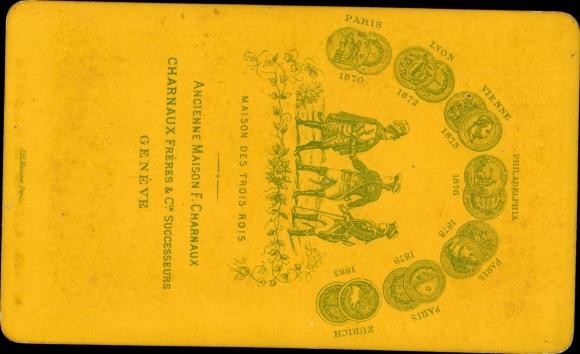 PARIS
1870
LYON
1872
VIENNE
1873
PHILADELPHIA
1876
PARIS
1878
PARIS
1879
ZURICH
1883
MAISON DES TROIS ROIS
ANCIENNE MAISON F. CHARNAUX
CHARNAUX FRÈRES & Cie SUCCESSEURS
GENÈVE